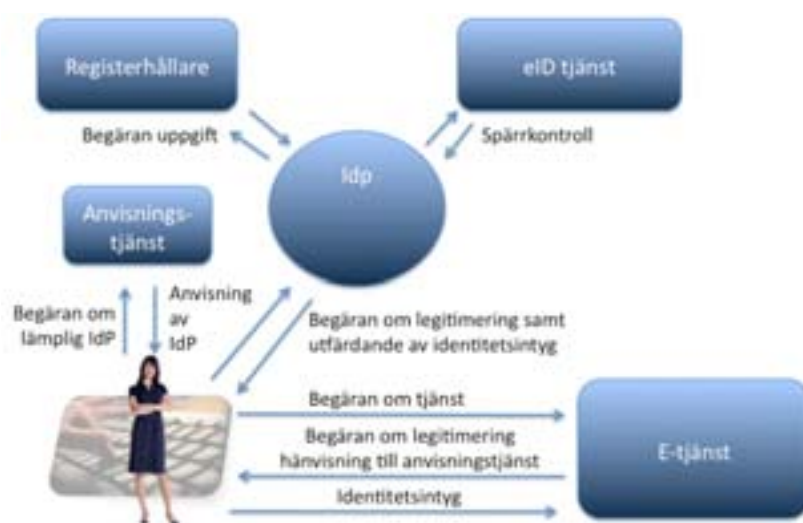 Registerhållare
eID tjänst
Begäran uppgift
Spärrkontroll
Idp
Anvisnings-
tjänst
Begäran om
lämplig IdP
Anvisning
av
IdP
Begäran om legitimering samt
utfärdande av identitetsintyg
Begäran om tjänst
Begäran om legitimering
hänvisning till anvisningstjänst
E-tjänst
Identitetsintyg